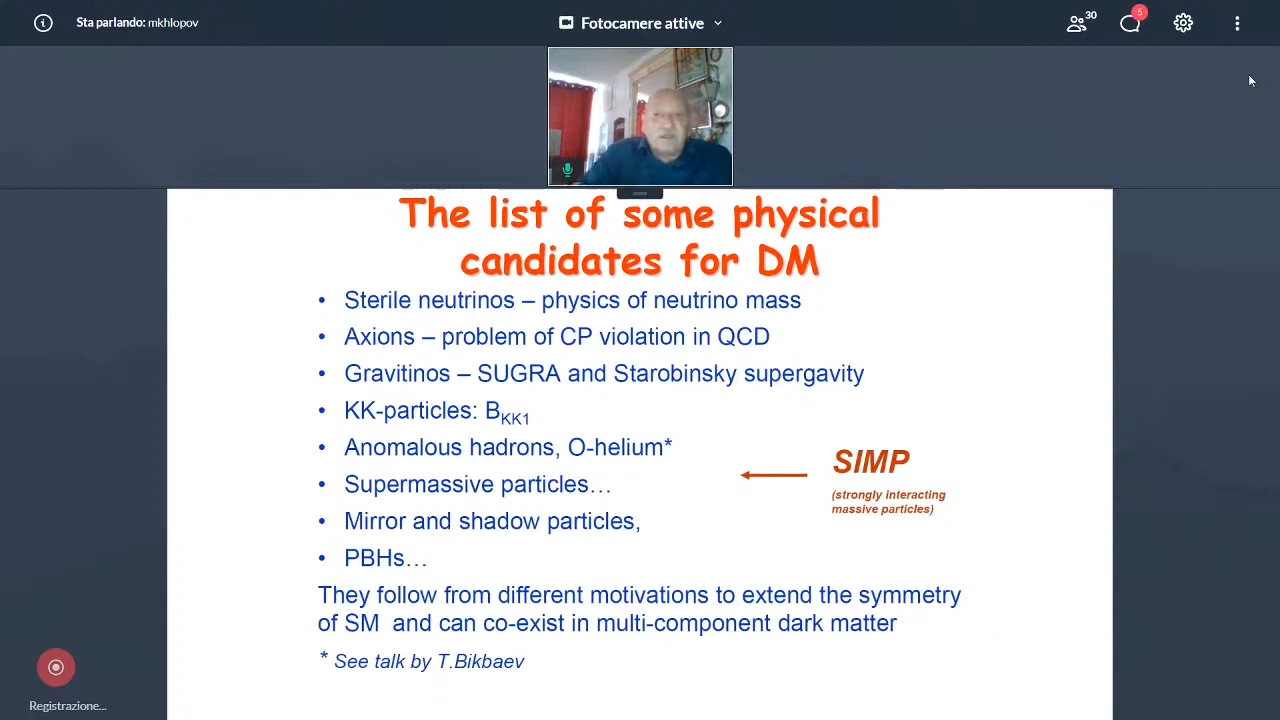 Sta parlando: mkhlopov
Fotocamere attive
30
5
The list of some physical
candidates for DM
• Sterile neutrinos – physics of neutrino mass
• Axions – problem of CP violation in QCD
• Gravitinos – SUGRA and Starobinsky supergavity
• KK-particles: BKK1
• Anomalous hadrons, O-helium*
• Supermassive particles…
• Mirror and shadow particles,
• PBHs…
SIMP
(strongly interacting
massive particles)
They follow from different motivations to extend the symmetry
of SM and can co-exist in multi-component dark matter
* See talk by T.Bikbaev
Registrazione...